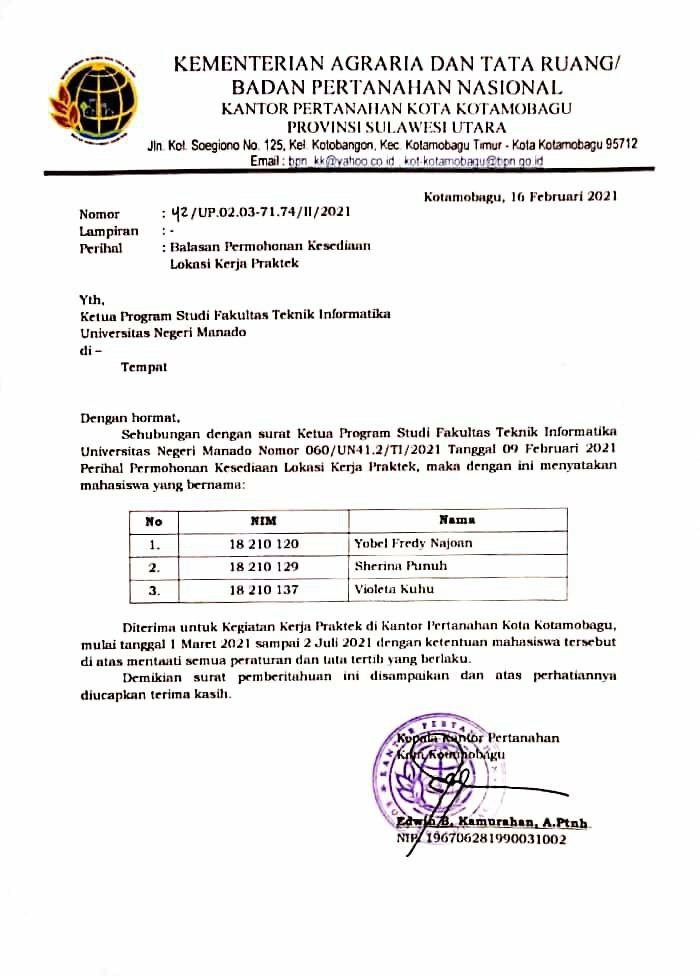 KEMENTERIAN AGRARIA DAN TATA RUANG/
BADAN PERTANAHAN NASIONAL
KANTOR PERTANAHAN KOTA KOTAMOBAGU
PROVINSI SULAWESI UTARA
Jln. Kol. Soegiono No. 125, Kel. Kotobangon, Kec. Kotamobagu Timur - Kota Kotamobagu 95712
Email : bpn_kk@yahoo.co.id , kot-kotamobagu@bpn.go.id
Kotamobagu, 16 Februari 2021
Nomor : 42/UP.02.03-71.74/II/2021
Lampiran : -
Perihal : Balasan Permohonan Kesediaan
Lokasi Kerja Praktek
Yth,
Ketua Program Studi Fakultas Teknik Informatika
Universitas Negeri Manado
di –
Tempat
Dengan hormat,
Sehubungan dengan surat Ketua Program Studi Fakultas Teknik Informatika
Universitas Negeri Manado Nomor 060/UN41.2/TI/2021 Tanggal 09 Februari 2021
Perihal Permohonan Kesediaan Lokasi Kerja Praktek, maka dengan ini menyatakan
mahasiswa yang bernama:
No NIM Nama
1. 18 210 120 Yobel Fredy Najoan
2. 18 210 129 Sherina Punuh
3. 18 210 137 Violeta Kuhu
Diterima untuk Kegiatan Kerja Praktek di Kantor Pertanahan Kota Kotamobagu,
mulai tanggal 1 Maret 2021 sampai 2 Juli 2021 dengan ketentuan mahasiswa tersebut
di atas mentaati semua peraturan dan tata tertib yang berlaku.
Demikian surat pemberitahuan ini disampaikan dan atas perhatiannya
diucapkan terima kasih.
Kepala Kantor Pertanahan
Kota Kotamobagu
Edwin B. Kamurahan, A.Ptnh
NIP. 196706281990031002